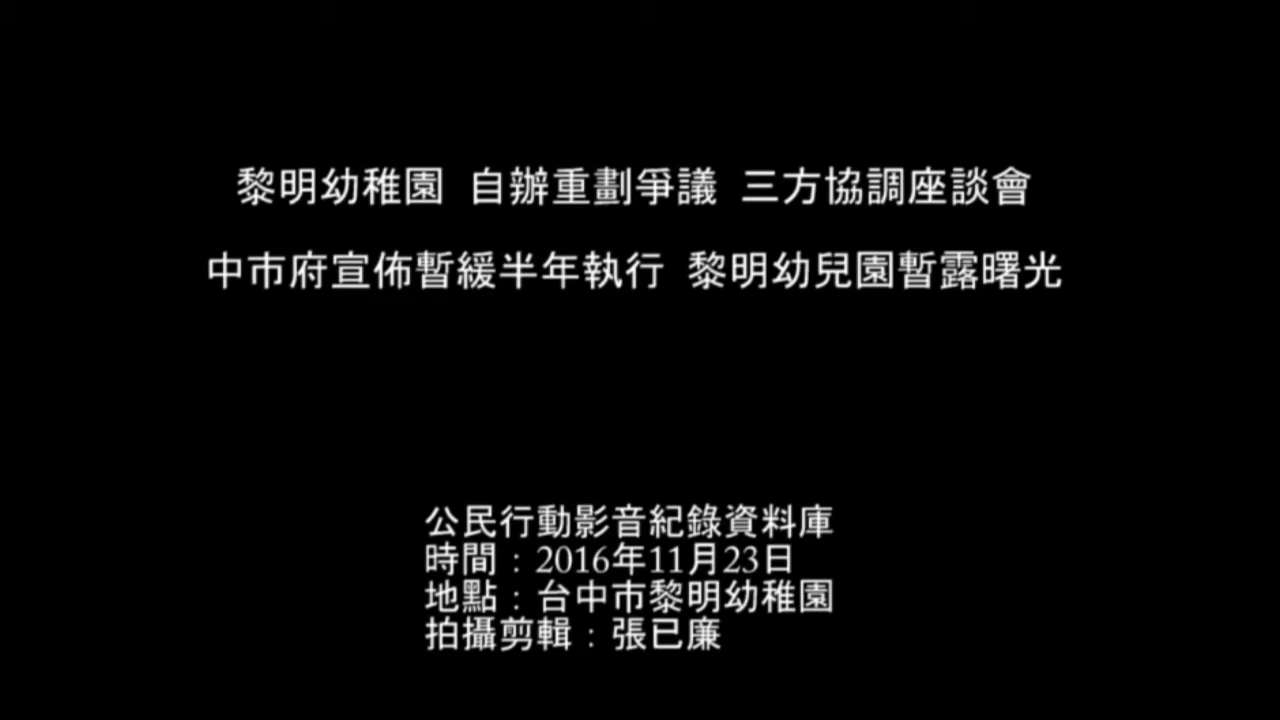 黎明幼稚園 自辦重劃爭議 三方協調座談會
中市府宣佈暫緩半年執行 黎明幼兒園暫露曙光
公民行動影音紀錄資料庫
時間：2016年11月23日
地點：台中市黎明幼稚園
拍攝剪輯：張已廉